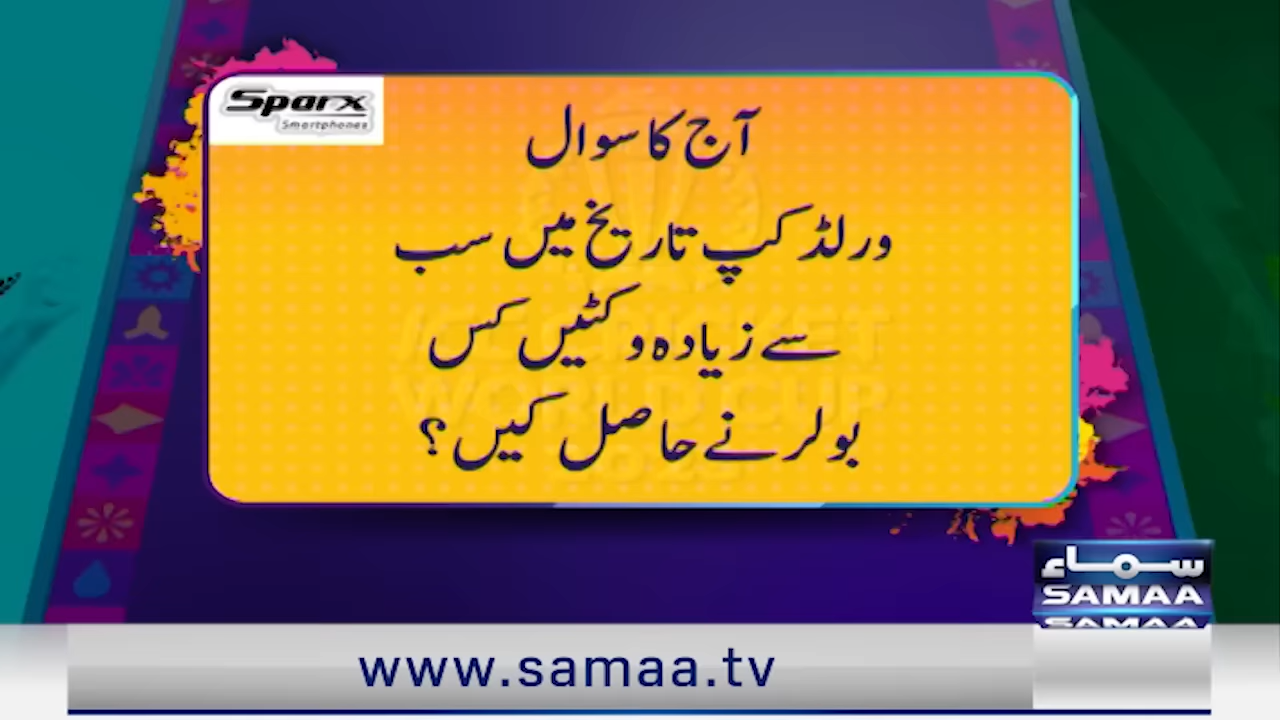 Sparx
Smartphones
آج کا سوال
ورلڈ کپ تاریخ میں سب
سے زیادہ وکٹیں کس
بولر نے حاصل کیں؟
سماء
SAMAA
www.samaa.tv